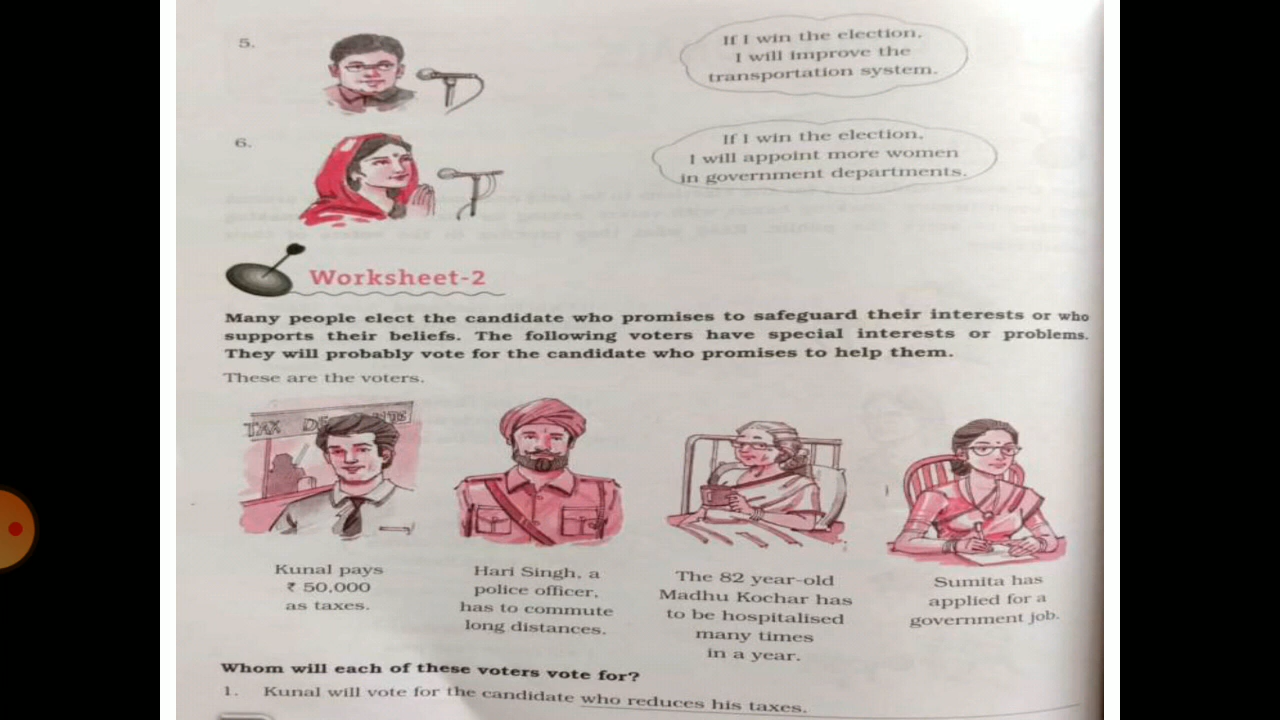 5.
If I win the election,
I will improve the
transportation system.
6.
If I win the election,
I will appoint more women
in government departments.
Worksheet-2
Many people elect the candidate who promises to safeguard their interests or who
supports their beliefs. The following voters have special interests or problems.
They will probably vote for the candidate who promises to help them.
These are the voters.
TAX
Kunal pays
₹ 50,000
as taxes.
Hari Singh, a
police officer,
has to commute
long distances.
The 82 year-old
Madhu Kochar has
to be hospitalised
many times
in a year.
Sumita has
applied for a
government job.
Whom will each of these voters vote for?
1. Kunal will vote for the candidate who reduces his taxes.